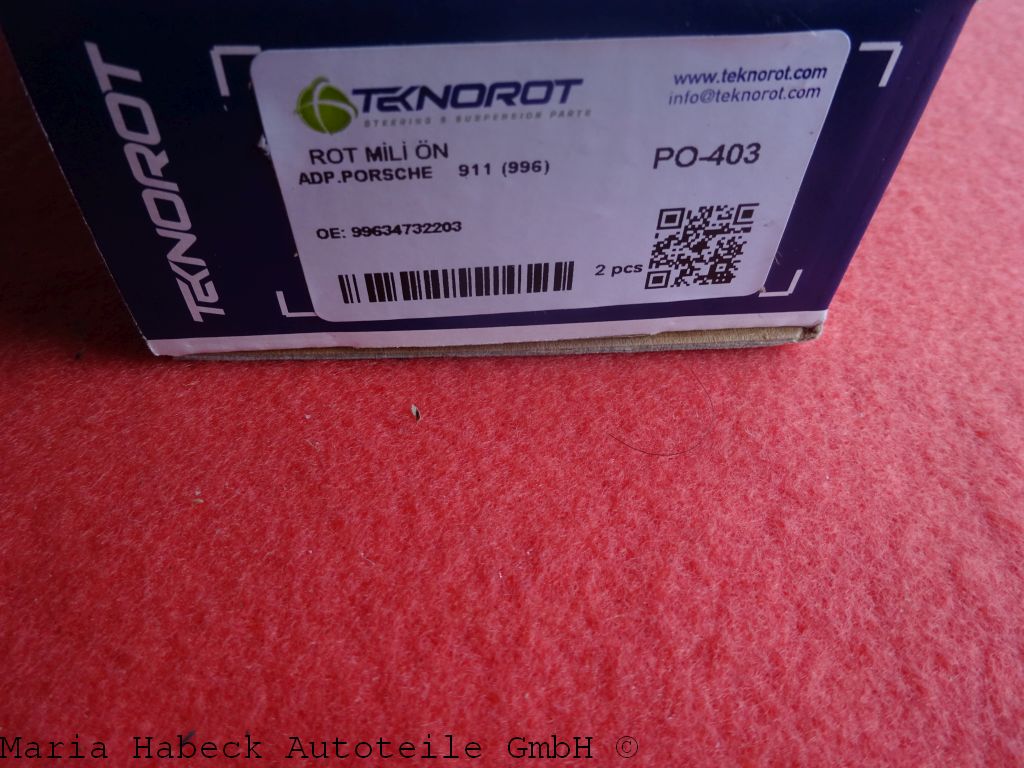 TEKNOROT
TEKNOROT
STEERING & SUSPENSION PARTS
www.teknorot.com
info@teknorot.com
ROT MİLİ ÖN
ADP.PORSCHE 911 (996)
PO-403
OE: 99634732203
2 pcs
Maria Habeck Autoteile GmbH ©